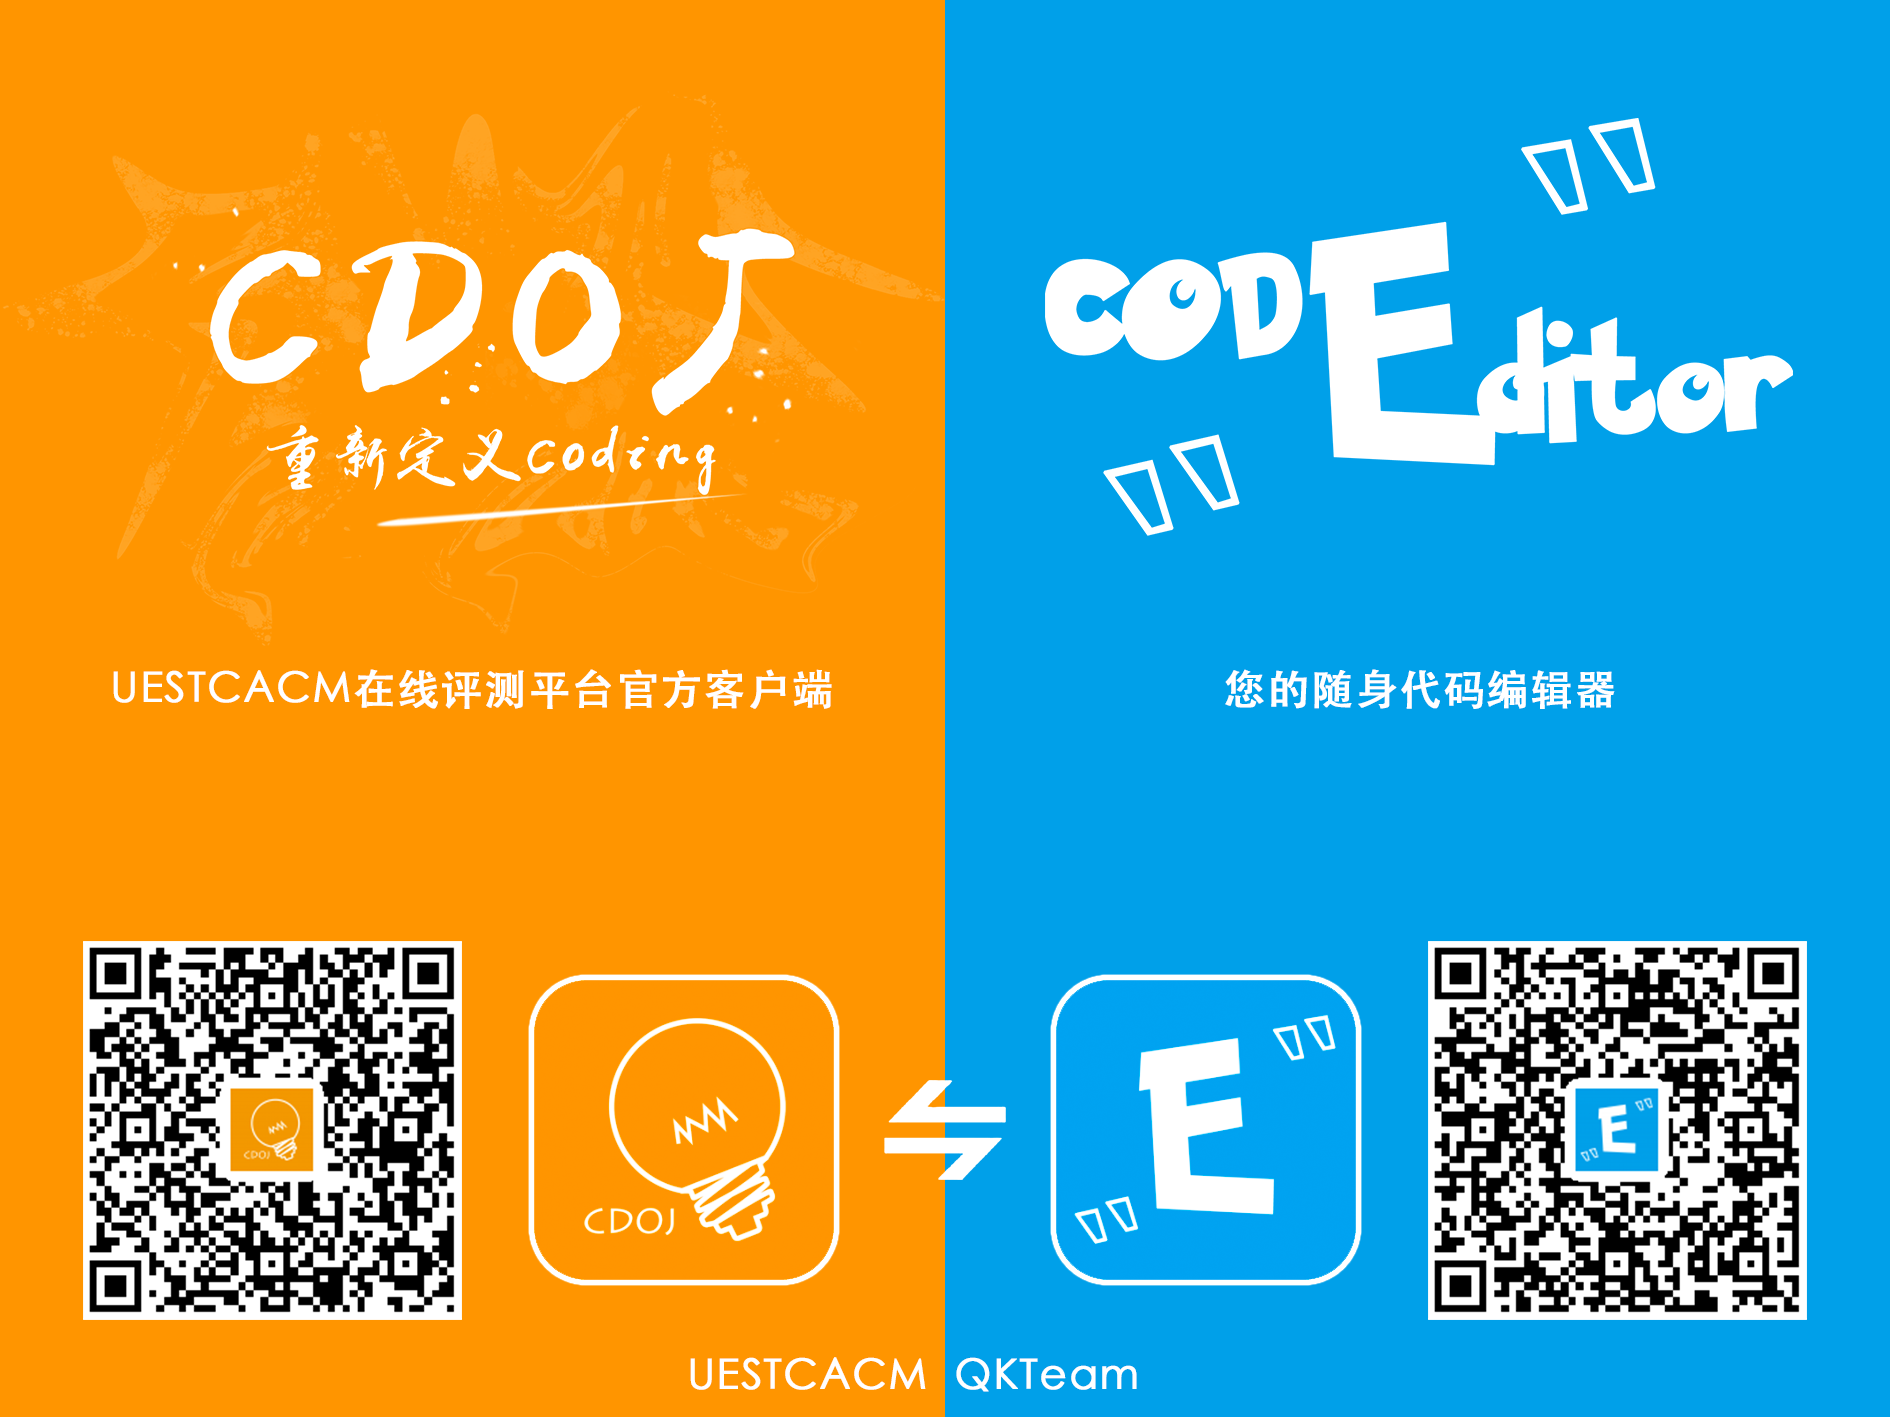 CDOJ
重新定义coding
UESTCACM在线评测平台官方客户端
CODEditor
您的随身代码编辑器
CDOJ
CDOJ
E
E
UESTCACM QKTeam